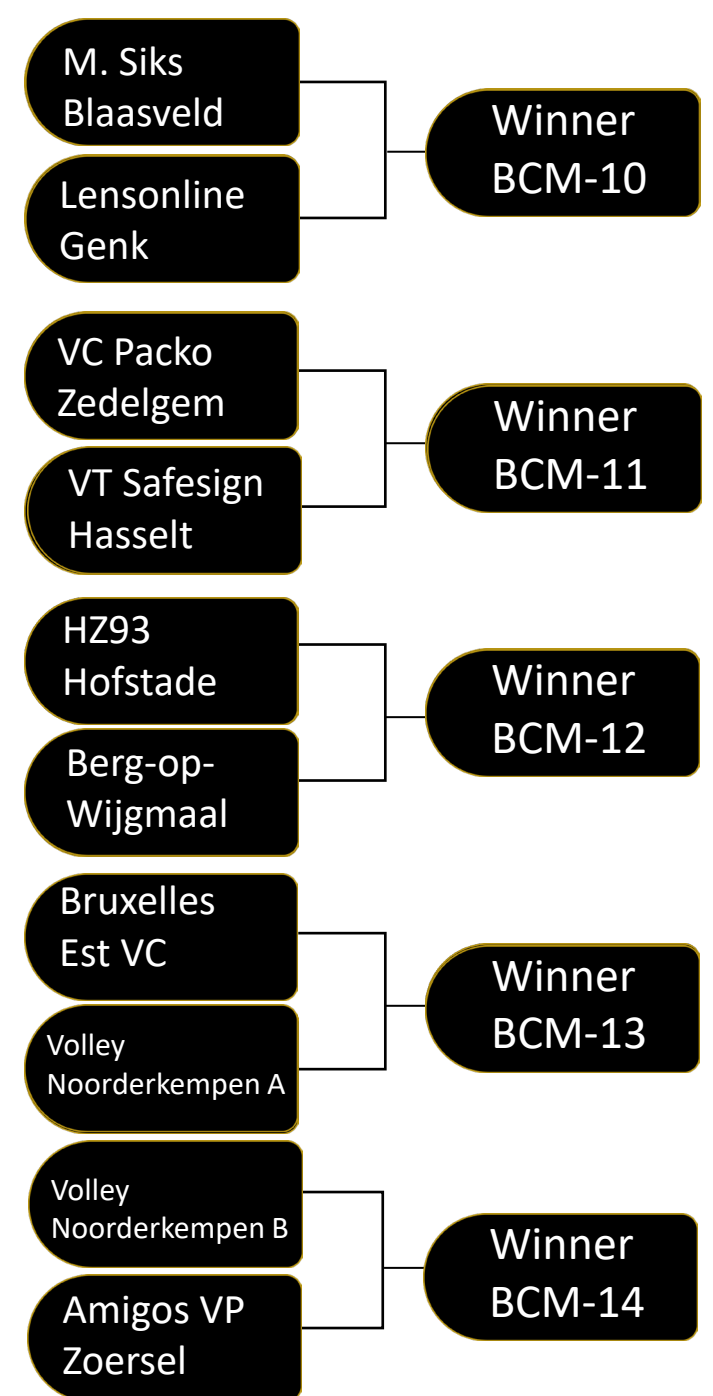 M. Siks
Blaasveld
Winner
BCM-10
Lensonline
Genk
VC Packo
Zedelgem
Winner
BCM-11
VT Safesign
Hasselt
HZ93
Hofstade
Winner
BCM-12
Berg-op-
Wijgmaal
Bruxelles
Est VC
Winner
BCM-13
Volley
Noorderkempen A
Volley
Noorderkempen B
Winner
BCM-14
Amigos VP
Zoersel